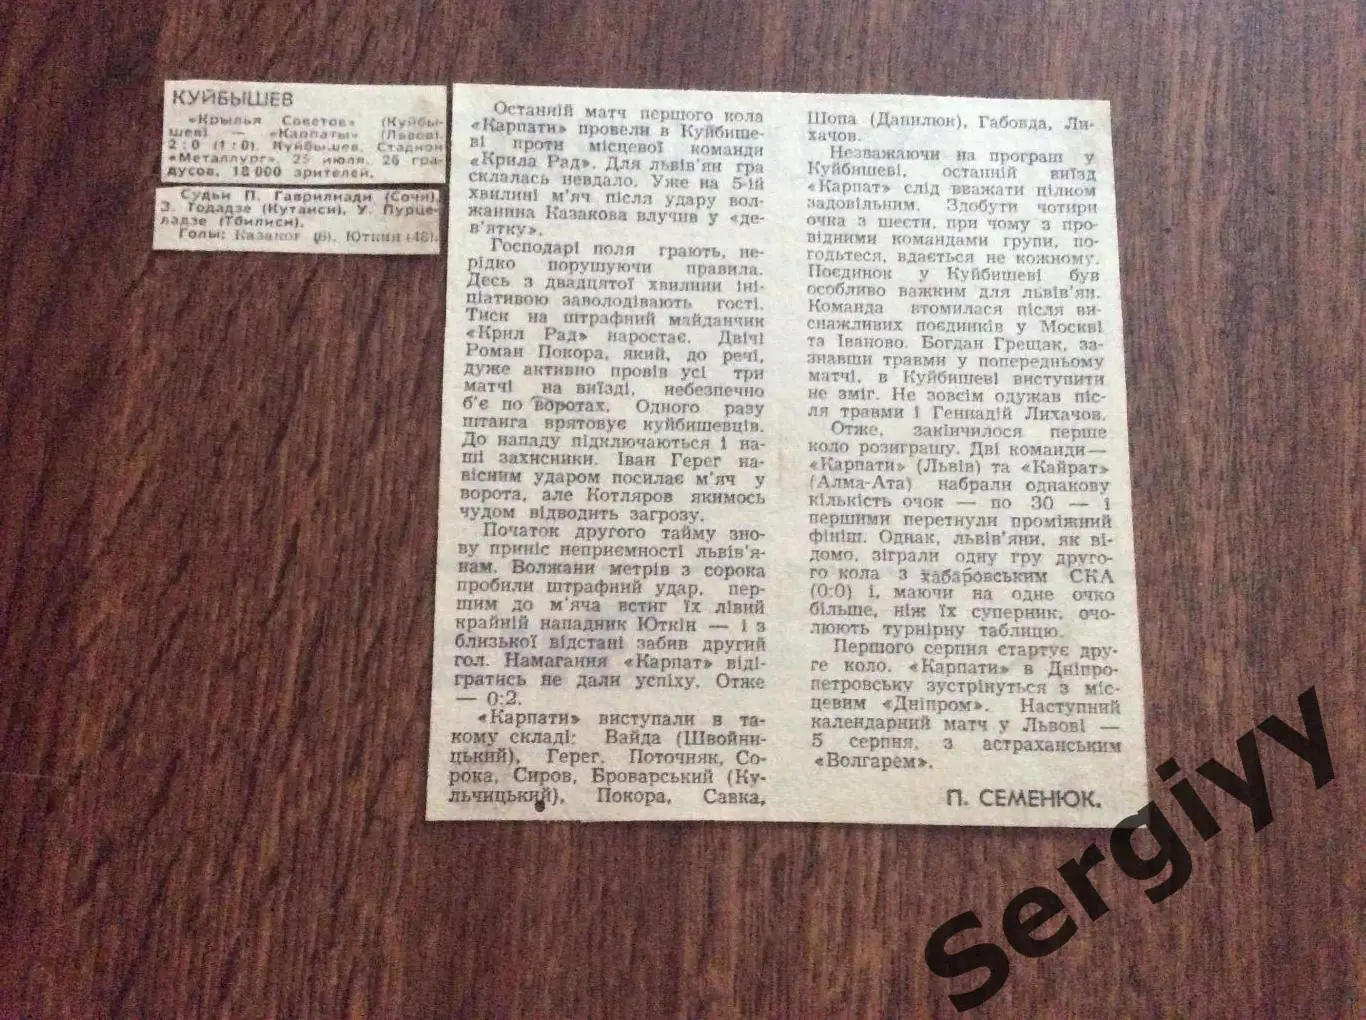 КУЙБЫШЕВ
«Крылья Советов» (Куйбы-
шев) — «Карпаты» (Львов).
2:0 (1:0). Куйбышев. Стадион
«Металлург». 25 июля. 26 гра-
дусов. 18 000 зрителей.
Судьи П. Гаврилиади (Сочи),
З. Тодадзе (Кутаиси), У. Пурце-
ладзе (Тбилиси).
Голы: Казаков Юткин (48).
Останній матч першого кола
«Карпати» провели в Куйбише-
ві проти місцевої команди
«Крила Рад». Для львів'ян гра
склалась невдало. Уже на 5-ій
хвилині м'яч після удару вол-
жанина Казакова влучив у «де-
в'ятку».
Господарі поля грають, не-
рідко порушуючи правила.
Десь з двадцятої хвилини іні-
ціативою заволодівають гості.
Тиск на штрафний майданчик
«Крил Рад» наростає. Двічі
Роман Покора, який, до речі,
дуже активно провів усі три
матчі на виїзді, небезпечно
б'є по воротах. Одного разу
штанга врятовує куйбишевців.
До нападу підключаються і на-
ші захисники. Іван Герег на-
вісним ударом посилає м'яч у
ворота, але Котляров якимось
чудом відводить загрозу.
Початок другого тайму зно-
ву приніс неприємності львів'я-
нам. Волжани метрів з сорока
пробили штрафний удар, пер-
шим до м'яча встиг їх лівий
крайній нападник Юткін — і з
близької відстані забив другий
гол. Намагання «Карпат» віді-
гратись не дали успіху. Отже
— 0:2.
«Карпати» виступали в та-
кому складі: Вайда (Швойни-
цький), Герег, Поточняк, Со-
рока, Сиров, Броварський (Ку-
льчицький), Покора, Савка,
Шопа (Данилюк), Габовда, Ли-
хачов.
Незважаючи на програш у
Куйбишеві, останній виїзд
«Карпат» слід вважати цілком
задовільним. Здобути чотири
очка з шести, при чому з про-
відними командами групи, по-
годьтеся, вдається не кожному.
Поєдинок у Куйбишеві був
особливо важким для львів'ян.
Команда втомилася після ви-
снажливих поєдинків у Москві
та Іваново. Богдан Грещак, за-
знавши травми у попередньому
матчі, в Куйбишеві виступити
не зміг. Не зовсім одужав піс-
ля травми і Геннадій Лихачов.
Отже, закінчилося перше
коло розиграшу. Дві команди—
«Карпати» (Львів) та «Кайрат»
(Алма-Ата) набрали однакову
кількість очок — по 30 — і
першими перетнули проміжний
фініш. Однак, львів'яни, як ві-
домо, зіграли одну гру друго-
го кола з хабаровським СКА
(0:0) і, маючи на одне очко
більше, ніж їх суперник, очо-
люють турнірну таблицю.
Першого серпня стартує дру-
ге коло. «Карпати» в Дніпро-
петровську зустрінуться з міс-
цевим «Дніпром». Наступний
календарний матч у Львові —
5 серпня, з астраханським
«Волгарем».
П. СЕМЕНЮК.
Sergiyy